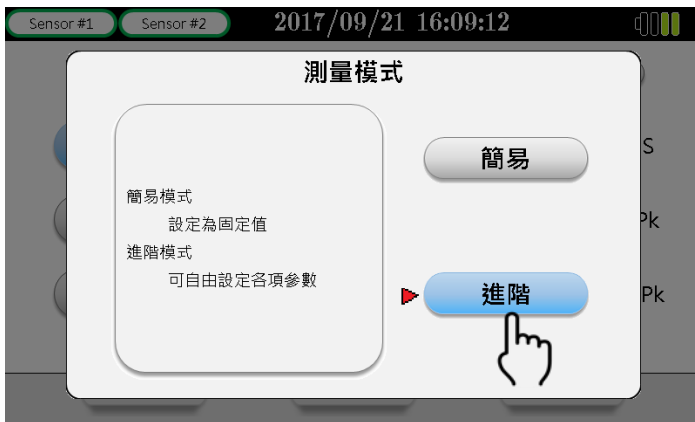 Sensor #1 Sensor #2 2017/09/21 16:09:12
測量模式
簡易
簡易模式
設定為固定值
進階模式
可自由設定各項參數
進階
S
Pk
Pk